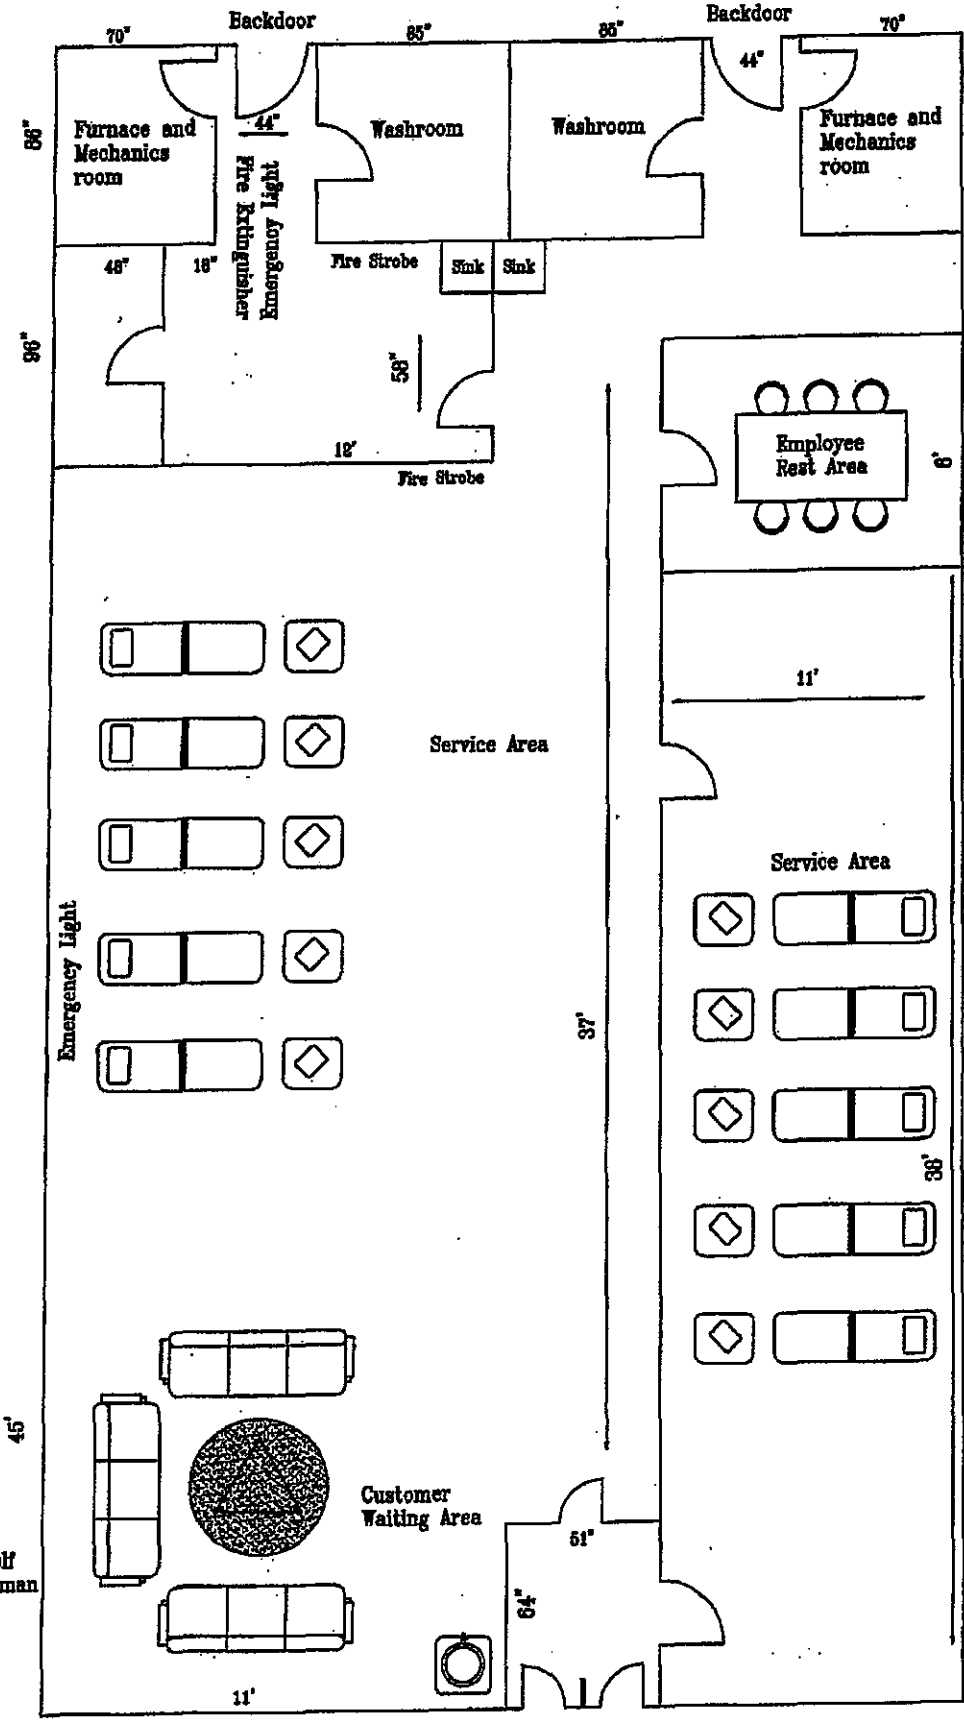 Backdoor
Backdoor
70"
85"
85"
70"
44"
86"
Furnace and
Mechanics
room
44"
Washroom
Washroom
Furnace and
Mechanics
room
Fire Extinguisher
Emergency Light
48"
18"
Fire Strobe
Sink
Sink
96"
58"
12'
Fire Strobe
Employee
Rest Area
8'
11'
Service Area
Service Area
Emergency Light
37'
38'
45'
Customer
Waiting Area
51"
64"
man
11'